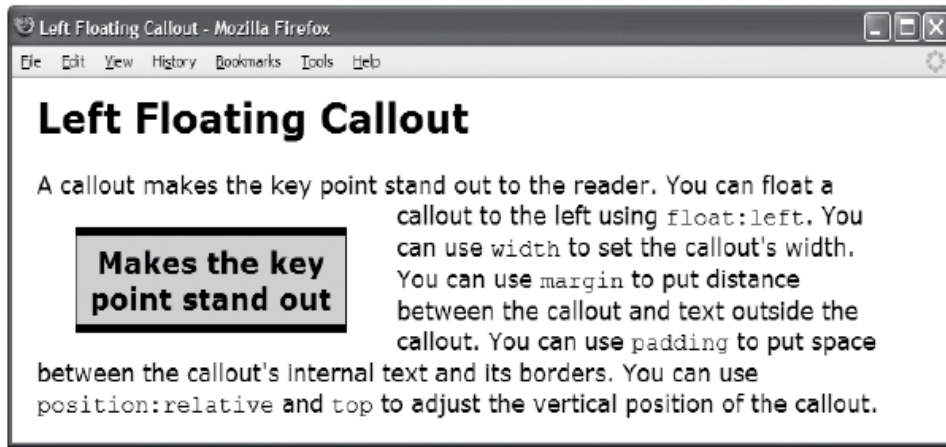 Left Floating Callout - Mozilla Firefox
File Edit View History Bookmarks Tools Help
Left Floating Callout
A callout makes the key point stand out to the reader. You can float a
callout to the left using float:left. You
can use width to set the callout's width.
You can use margin to put distance
between the callout and text outside the
callout. You can use padding to put space
Makes the key
point stand out
between the callout's internal text and its borders. You can use
position:relative and top to adjust the vertical position of the callout.